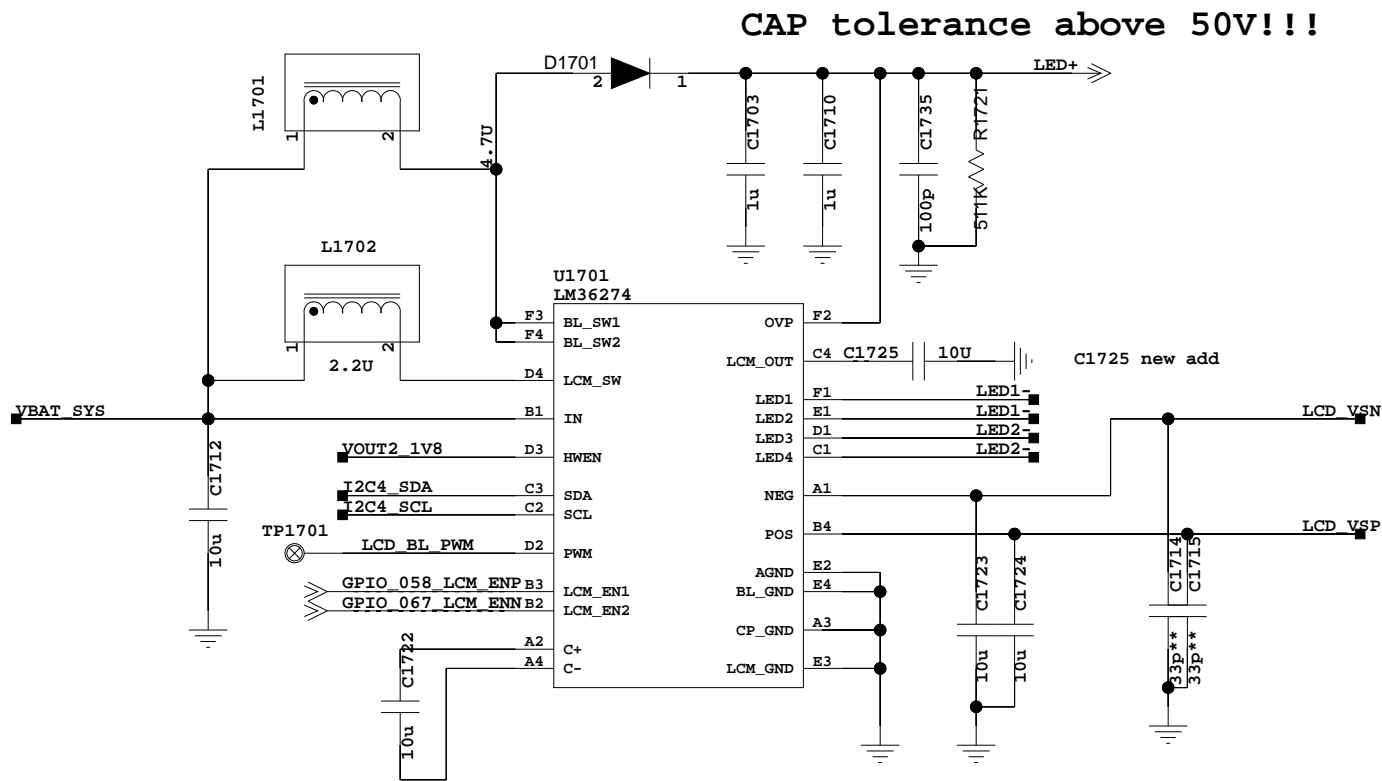 CAP tolerance above 50V!!!
D1701
2
1
LED+
L1701
1
2
4.7U
C1703
1u
C1710
1u
C1735
100p
R1721
511K
L1702
1
2
2.2U
U1701
LM36274
F3
BL_SW1
F4
BL_SW2
D4
LCM_SW
VBAT_SYS
B1
IN
C1712
10u
VOUT2_1V8
D3
HWEN
I2C4_SDA
C3
SDA
I2C4_SCL
C2
SCL
TP1701
LCD_BL_PWM
D2
PWM
GPIO_058_LCM_ENP
B3
LCM_EN1
GPIO_067_LCM_ENN
B2
LCM_EN2
A2
C+
A4
C-
C1722
10u
OVP
F2
LCM_OUT
C4
C1725
10U
C1725 new add
LED1
F1
LED1-
LED2
E1
LED1-
LED3
D1
LED2-
LED4
C1
LED2-
LCD_VSN
NEG
A1
POS
B4
LCD_VSP
AGND
E2
BL_GND
E4
CP_GND
A3
LCM_GND
E3
C1723
10u
C1724
10u
C1714
33p**
C1715
33p**